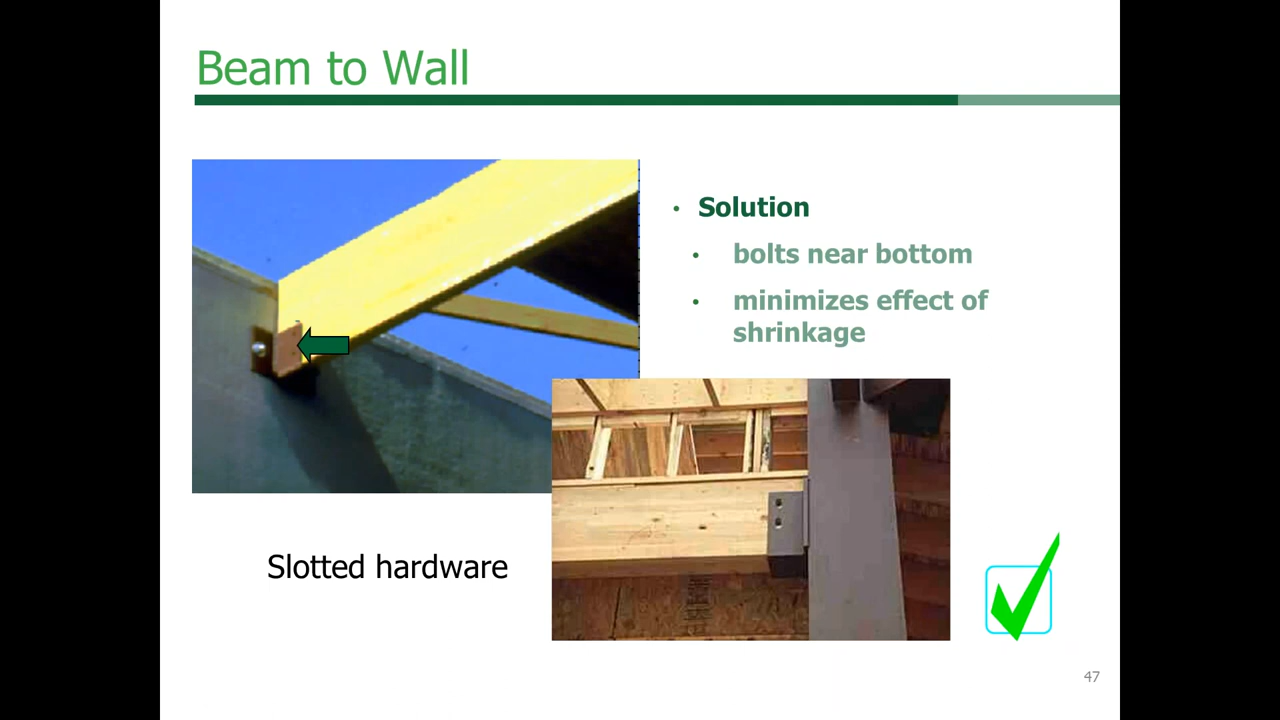 Beam to Wall
• Solution
• bolts near bottom
• minimizes effect of
shrinkage
Slotted hardware
47